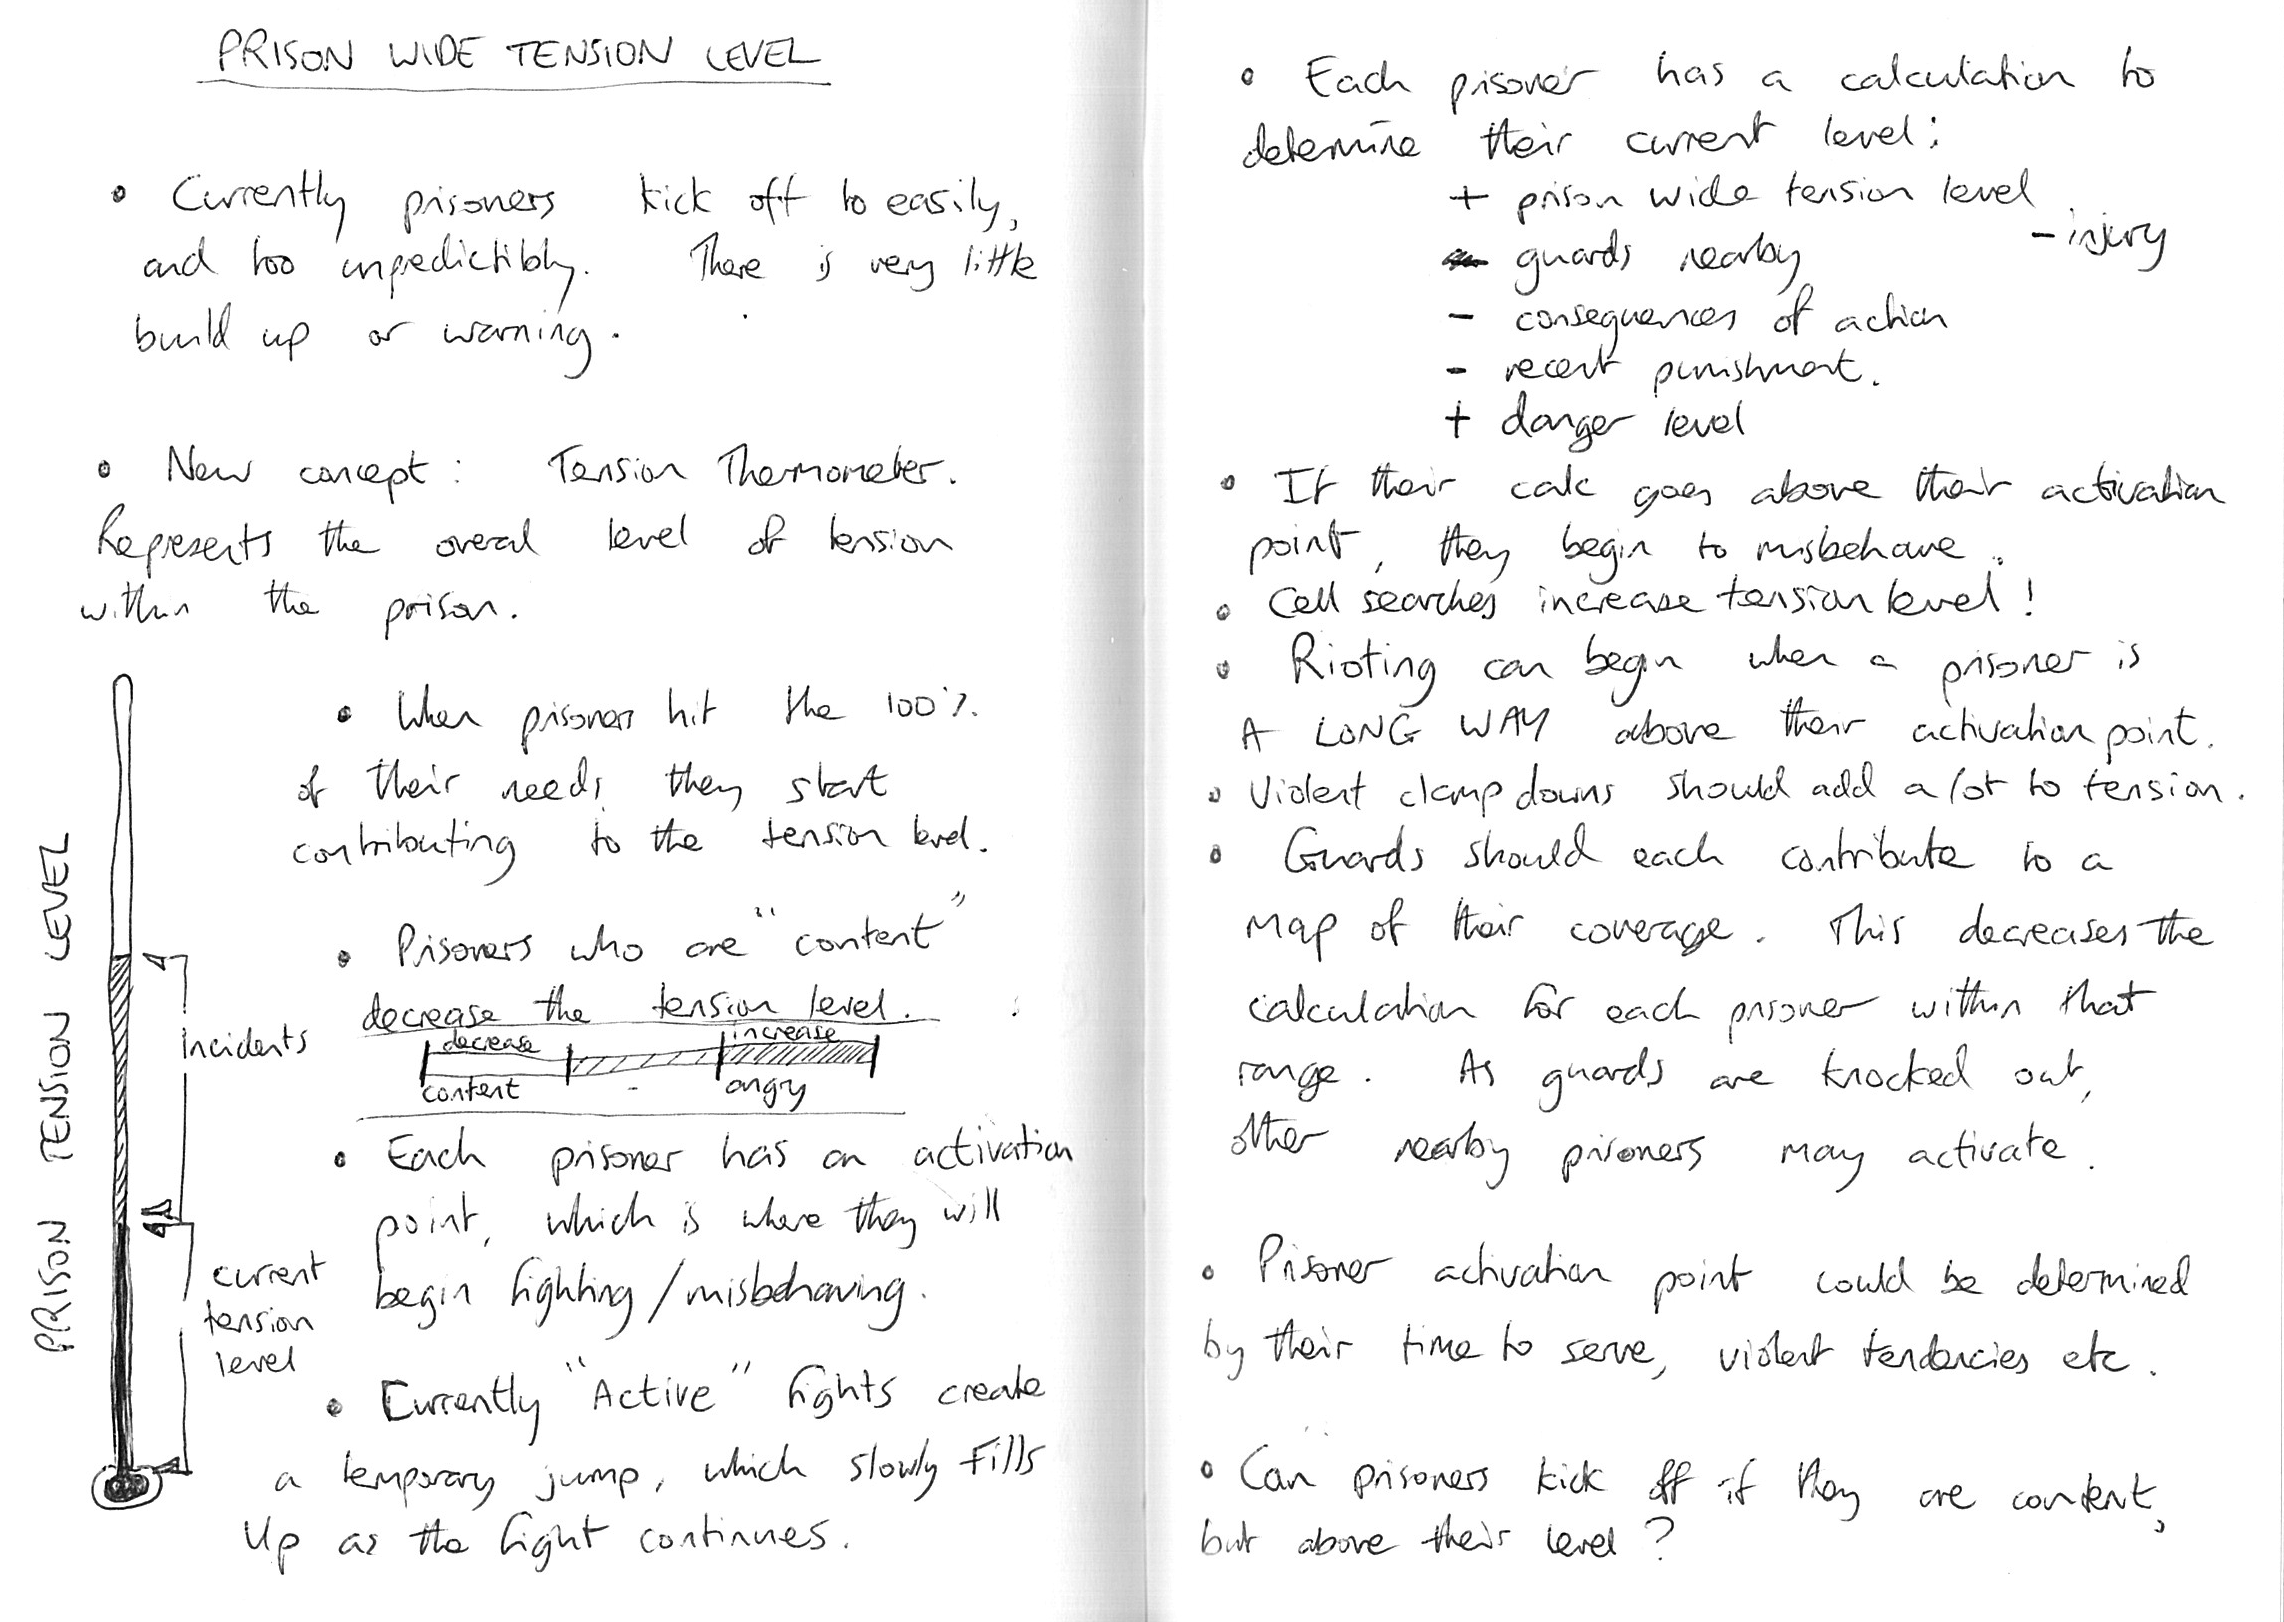 PRISON WIDE TENSION LEVEL
• Currently prisoners kick off to easily,
and too unpedictibly. There is very little
build up or warning.
• New concept: Tension Thermometer.
Represents the overal level of tension
within the prison.
• When prisoners hit the 100%
of their needs, they start
contributing to the tension level.
• Prisoners who are "content"
decrease the tension level.
decrease increase
content angry
• Each prisoner has an activation
point, which is where they will
begin fighting/misbehaving.
• Currently "Active" fights create
a temporary jump, which slowly fills
up as the fight continues.
PRISON TENSION LEVEL
incidents
current
tension
level
• Each prisoner has a calculation to
determine their current level:
+ prison wide tension level
- injury
- guards nearby
- consequences of action
- recent punishment.
+ danger level
• If their calc goes above their activation
point, they begin to misbehave.
• Cell searches increase tension level!
• Rioting can begin when a prisoner is
A LONG WAY above their activation point.
• Violent clamp downs should add a lot to tension.
• Guards should each contribute to a
map of their coverage. This decreases the
calculation for each prisoner within that
range. As guards are knocked out,
other nearby prisoners may activate.
• Prisoner activation point could be determined
by their time to serve, violent tendencies etc.
• Can prisoners kick off if they are content,
but above their level?